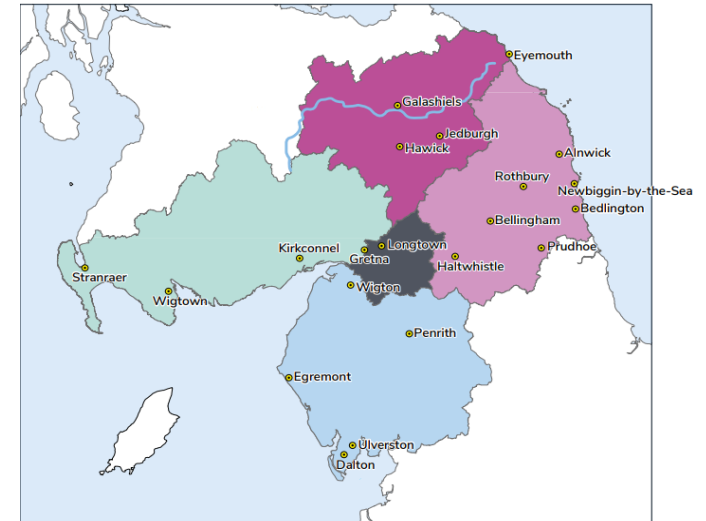 Eyemouth
Galashiels
Jedburgh
Hawick
Alnwick
Rothbury
Newbiggin-by-the-Sea
Bedlington
Bellingham
Longtown
Prudhoe
Kirkconnel
Gretna
Haltwhistle
Stranraer
Wigton
Wigtown
Penrith
Egremont
Ulverston
Dalton